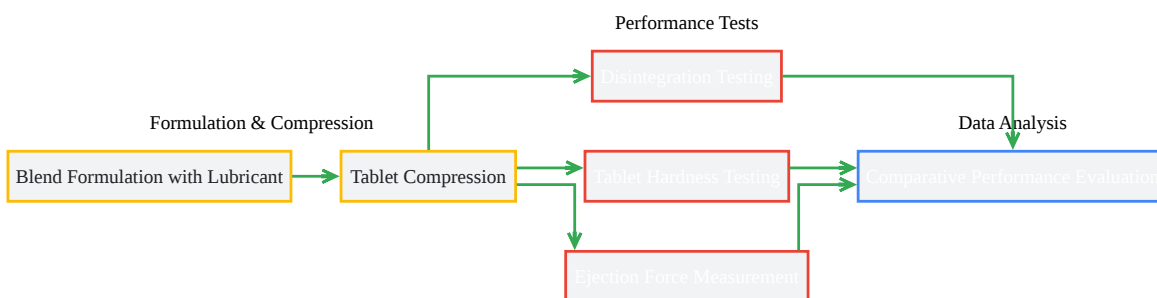 Performance Tests
Disintegration Testing
Formulation & Compression
Data Analysis
Blend Formulation with Lubricant
Tablet Compression
Tablet Hardness Testing
Comparative Performance Evaluation
Ejection Force Measurement